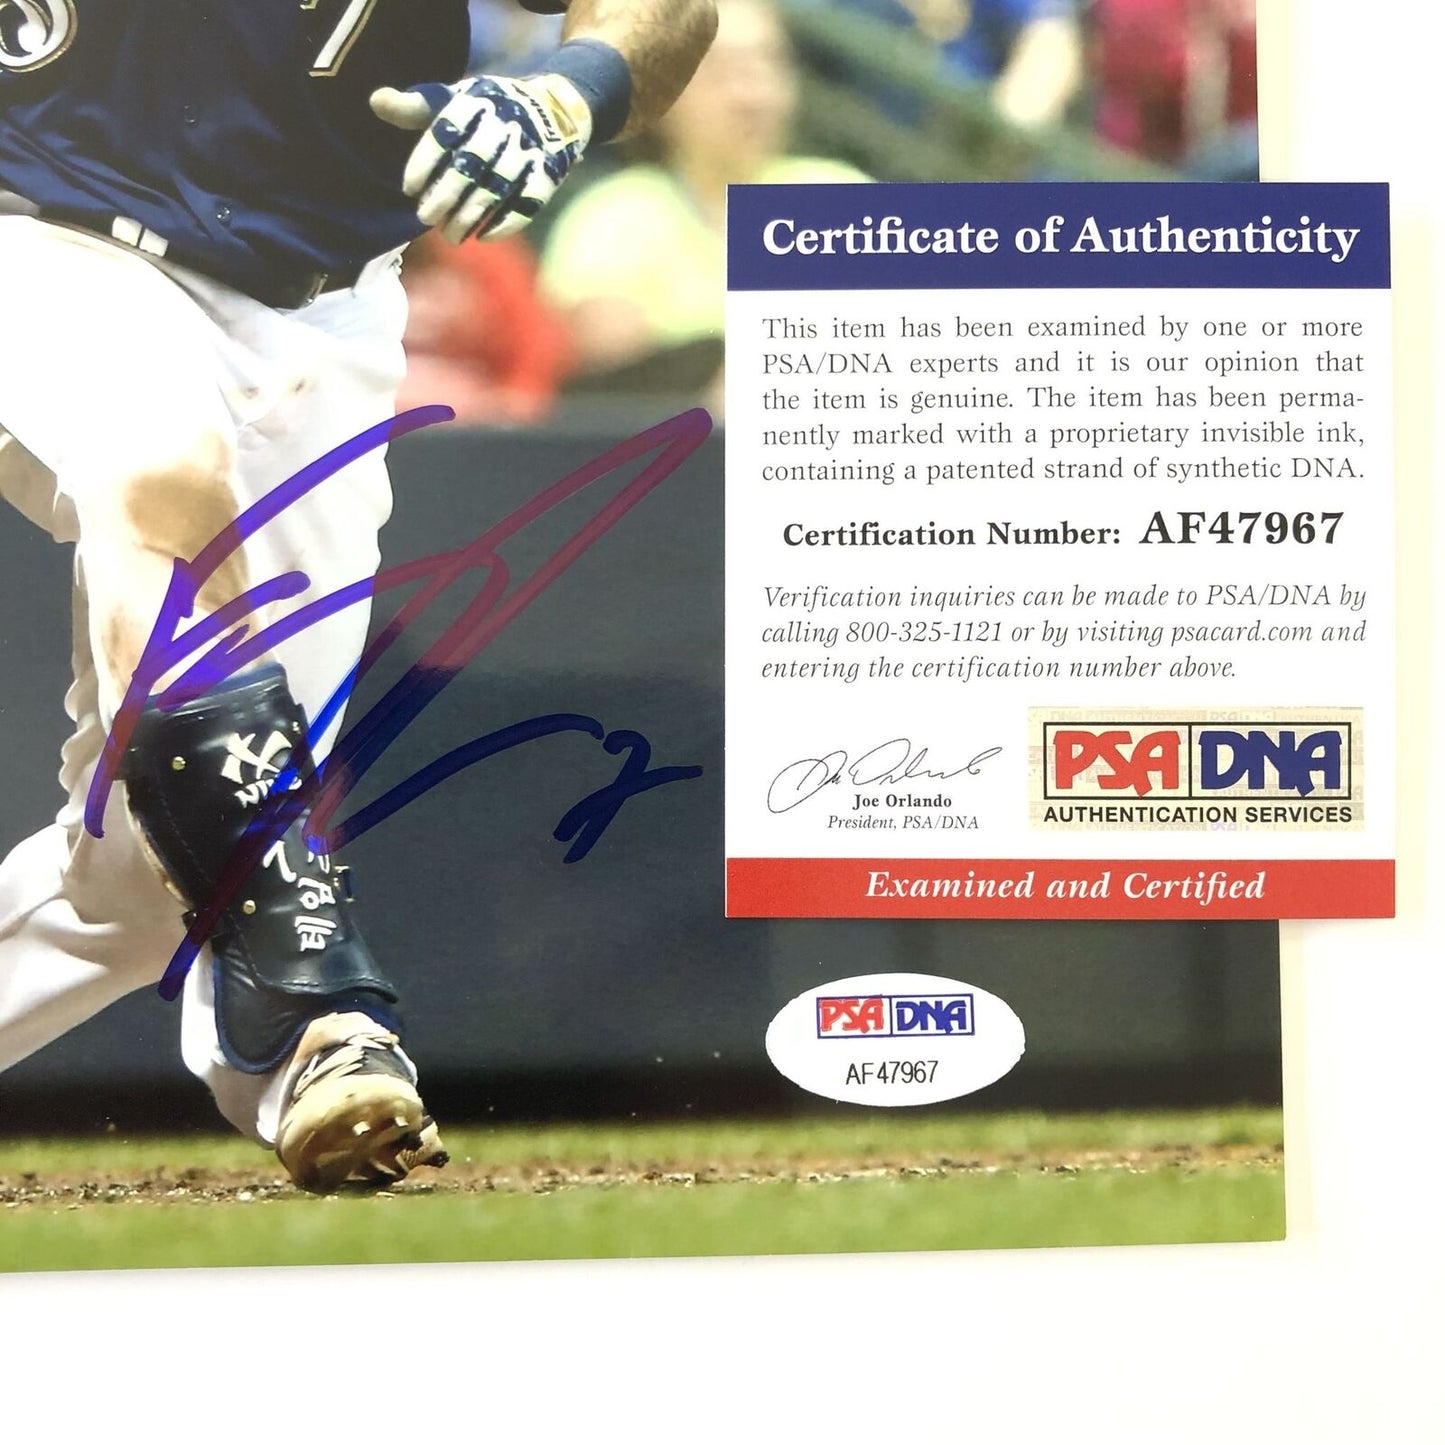 7
Franklin
Certificate of Authenticity
This item has been examined by one or more
PSA/DNA experts and it is our opinion that
the item is genuine. The item has been perma-
nently marked with a proprietary invisible ink,
containing a patented strand of synthetic DNA.
Certification Number: AF47967
Verification inquiries can be made to PSA/DNA by
calling 800-325-1121 or by visiting psacard.com and
entering the certification number above.
Joe Orlando
President, PSA/DNA
PSA DNA
AUTHENTICATION SERVICES
Examined and Certified
PSA DNA
AF47967